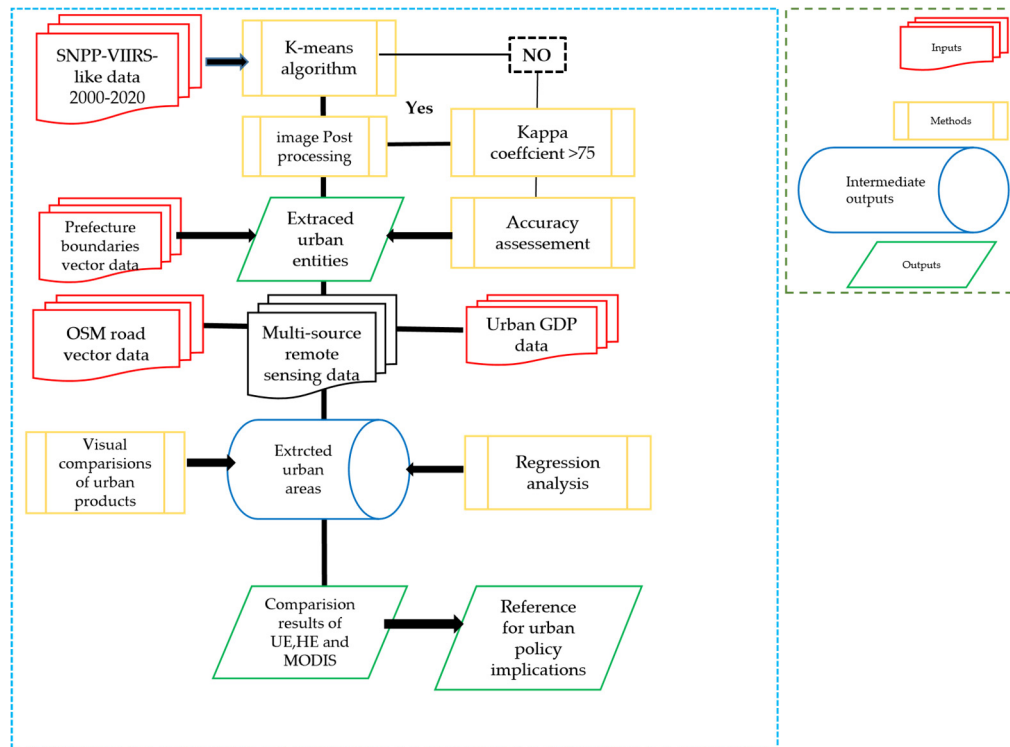 SNPP-VIIRS-
like data
2000-2020
K-means
algorithm
NO
Yes
image Post
processing
Kappa
coeffcient >75
Prefecture
boundaries
vector data
Extraced
urban
entities
Accuracy
assessement
OSM road
vector data
Multi-source
remote
sensing data
Urban GDP
data
Visual
comparisions
of urban
products
Extrcted
urban
areas
Regression
analysis
Comparision
results of
UE,HE and
MODIS
Reference
for urban
policy
implications
Inputs
Methods
Intermediate
outputs
Outputs